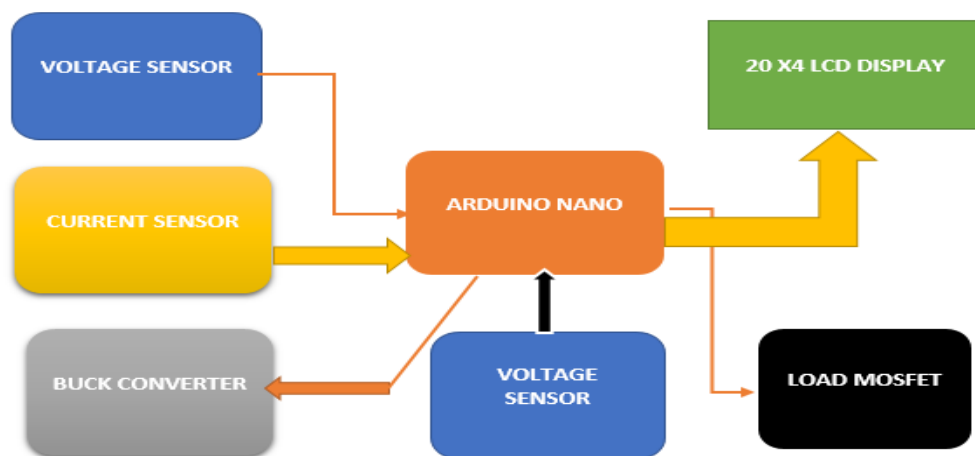 VOLTAGE SENSOR
20 X4 LCD DISPLAY
CURRENT SENSOR
ARDUINO NANO
BUCK CONVERTER
VOLTAGE
SENSOR
LOAD MOSFET